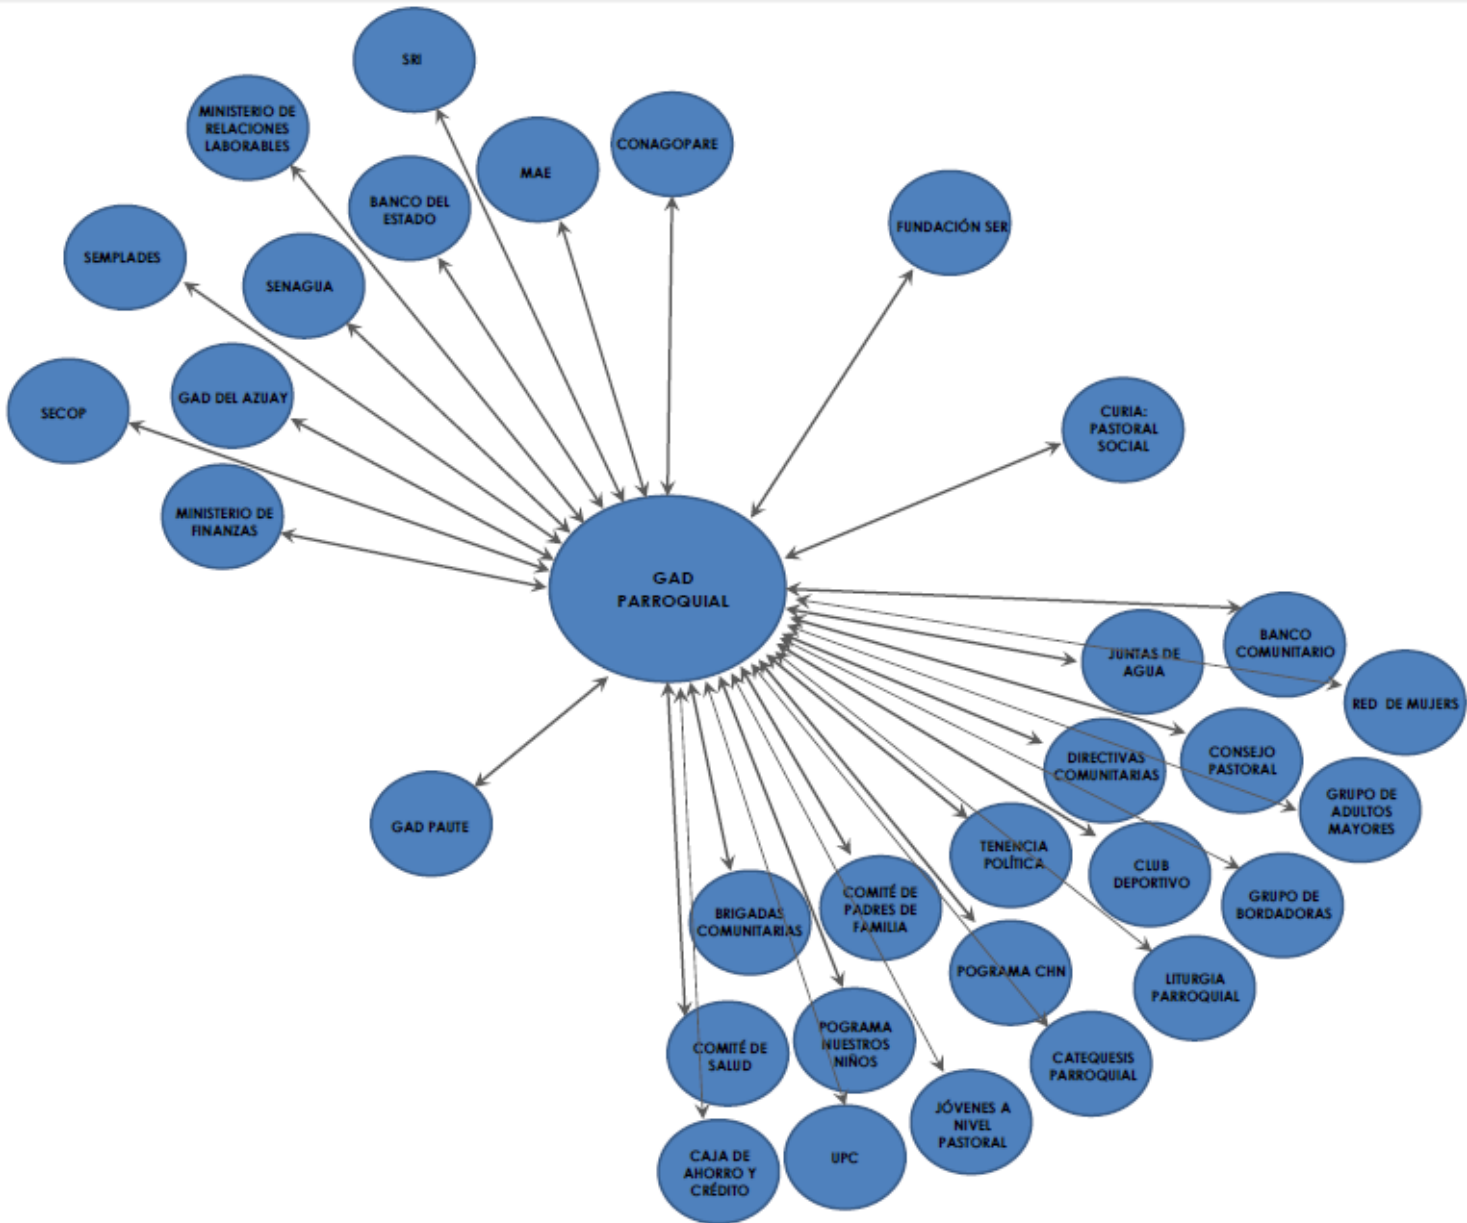 SRI
MINISTERIO DE
RELACIONES
LABORABLES
CONAGOPARE
MAE
BANCO DEL
ESTADO
FUNDACIÓN SER
SEMPLADES
SENAGUA
GAD DEL AZUAY
SECOP
CURIA:
PASTORAL
SOCIAL
MINISTERIO DE
FINANZAS
GAD
PARROQUIAL
BANCO
COMUNITARIO
JUNTAS DE
AGUA
RED DE MUJERS
DIRECTIVAS
COMUNITARIAS
CONSEJO
PASTORAL
GRUPO DE
ADULTOS
MAYORES
GAD PAUTE
TENENCIA
POLÍTICA
CLUB
DEPORTIVO
GRUPO DE
BORDADORAS
BRIGADAS
COMUNITARIAS
COMITÉ DE
PADRES DE
FAMILIA
POGRAMA CHN
LITURGIA
PARROQUIAL
COMITÉ DE
SALUD
POGRAMA
NUESTROS
NIÑOS
CATEQUESIS
PARROQUIAL
JÓVENES A
NIVEL
PASTORAL
CAJA DE
AHORRO Y
CRÉDITO
UPC